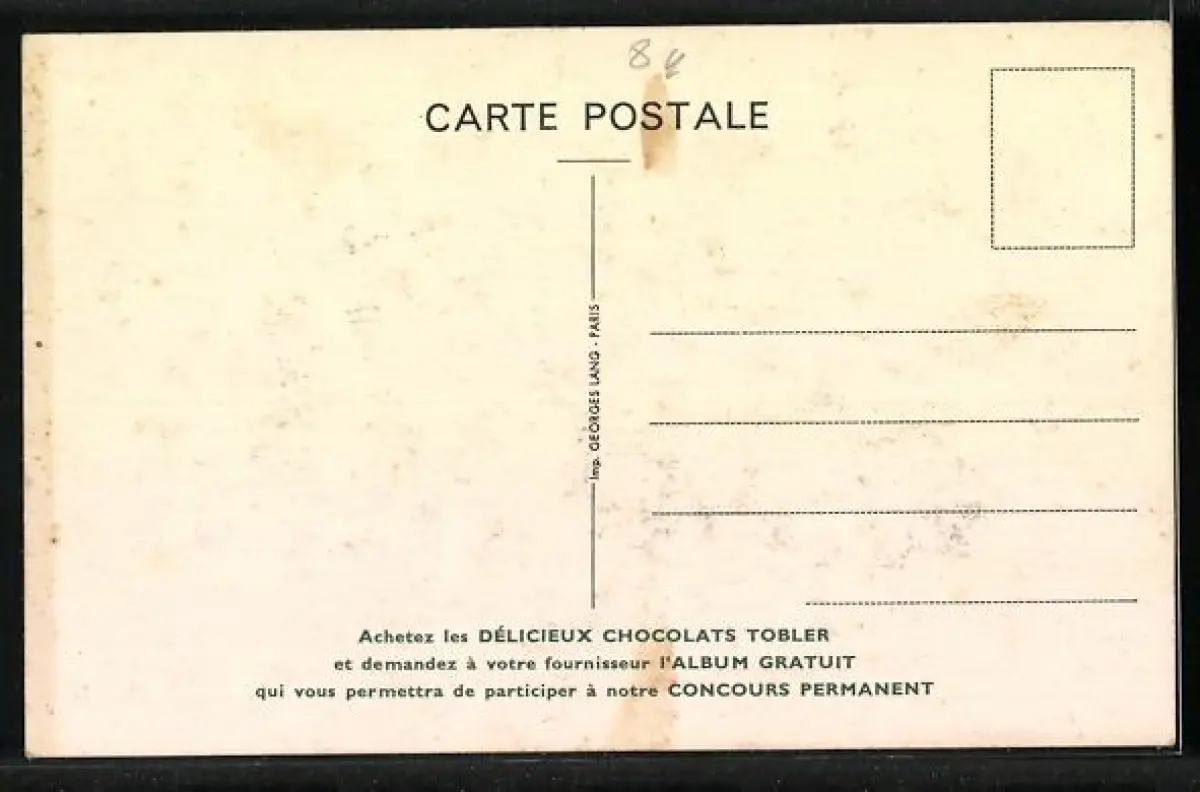 8
CARTE POSTALE
Imp. GEORGES LANG - PARIS
Achetez les DÉLICIEUX CHOCOLATS TOBLER
et demandez à votre fournisseur l'ALBUM GRATUIT
qui vous permettra de participer à notre CONCOURS PERMANENT